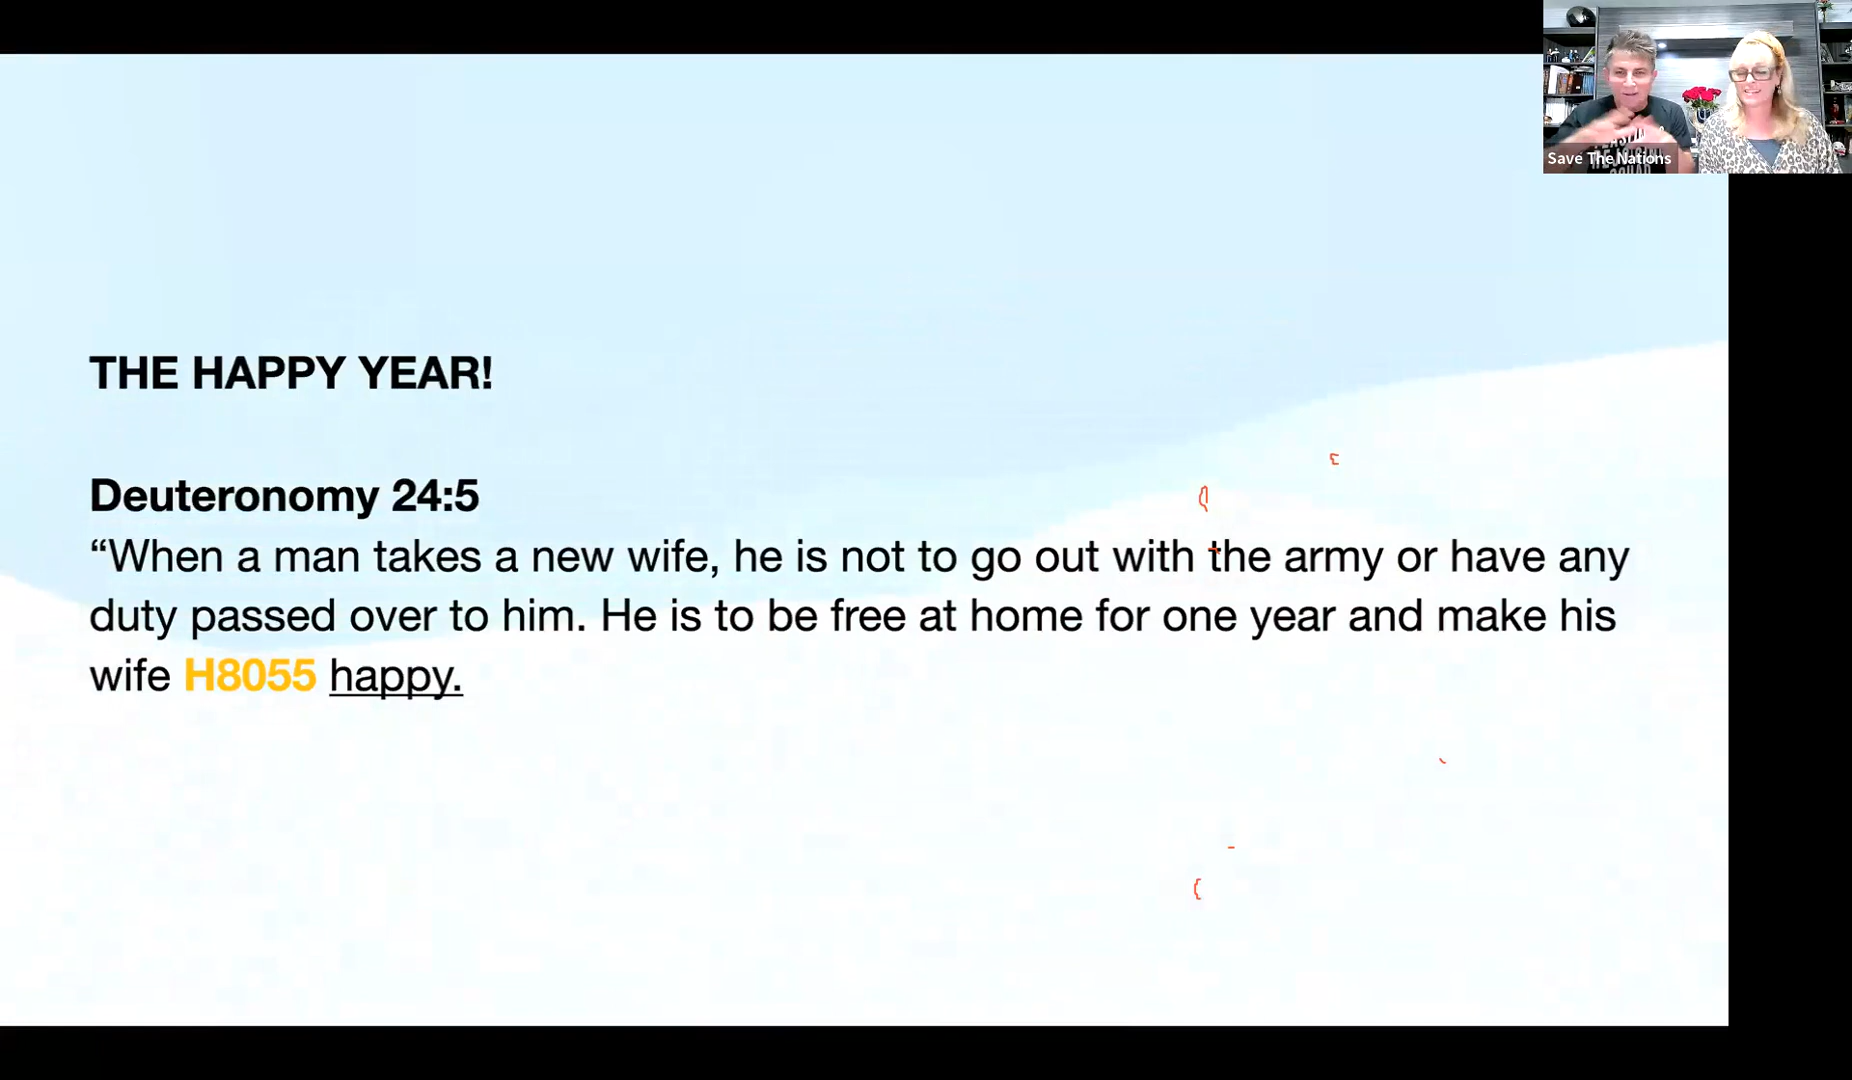 Save The Nations
THE HAPPY YEAR!
Deuteronomy 24:5
“When a man takes a new wife, he is not to go out with the army or have any
duty passed over to him. He is to be free at home for one year and make his
wife H8055 happy.